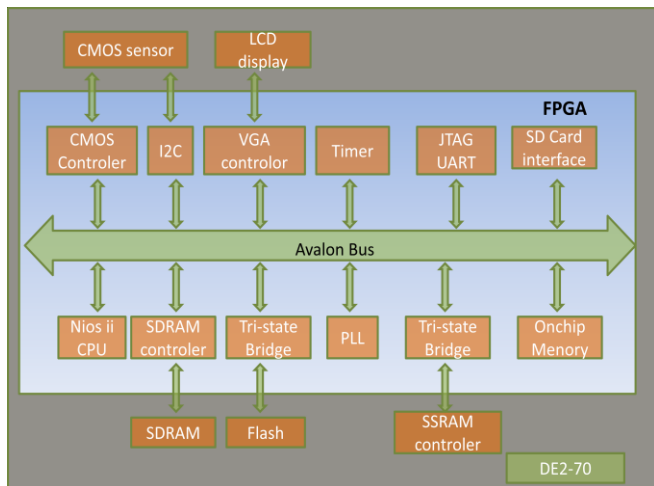 CMOS sensor
LCD
display
FPGA
CMOS
Controler
I2C
VGA
controlor
Timer
JTAG
UART
SD Card
interface
Avalon Bus
Nios ii
CPU
SDRAM
controler
Tri-state
Bridge
PLL
Tri-state
Bridge
Onchip
Menory
SDRAM
Flash
SSRAM
controler
DE2-70